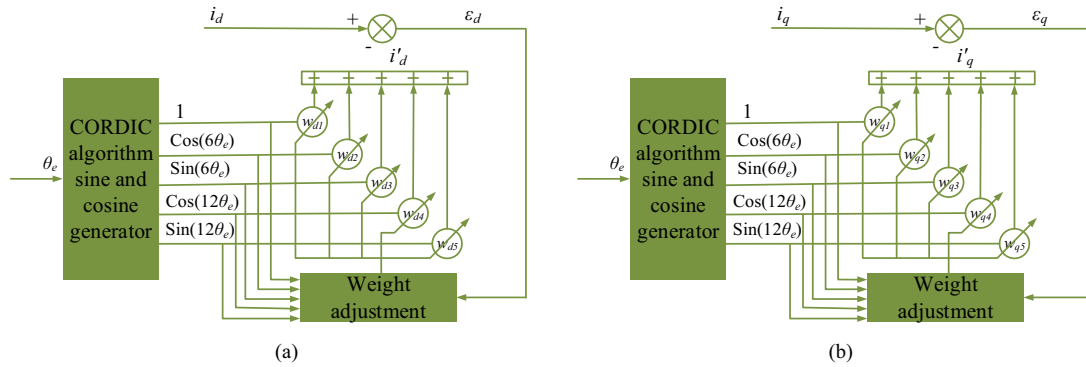 i_d + ε_d
-
i'_d
+ + + + +
CORDIC
algorithm
sine and
cosine
generator
θ_e
1
Cos(6θ_e)
Sin(6θ_e)
Cos(12θ_e)
Sin(12θ_e)
w_d1
w_d2
w_d3
w_d4
w_d5
Weight
adjustment
(a)
i_q + ε_q
-
i'_q
+ + + + +
CORDIC
algorithm
sine and
cosine
generator
θ_e
1
Cos(6θ_e)
Sin(6θ_e)
Cos(12θ_e)
Sin(12θ_e)
w_q1
w_q2
w_q3
w_q4
w_q5
Weight
adjustment
(b)